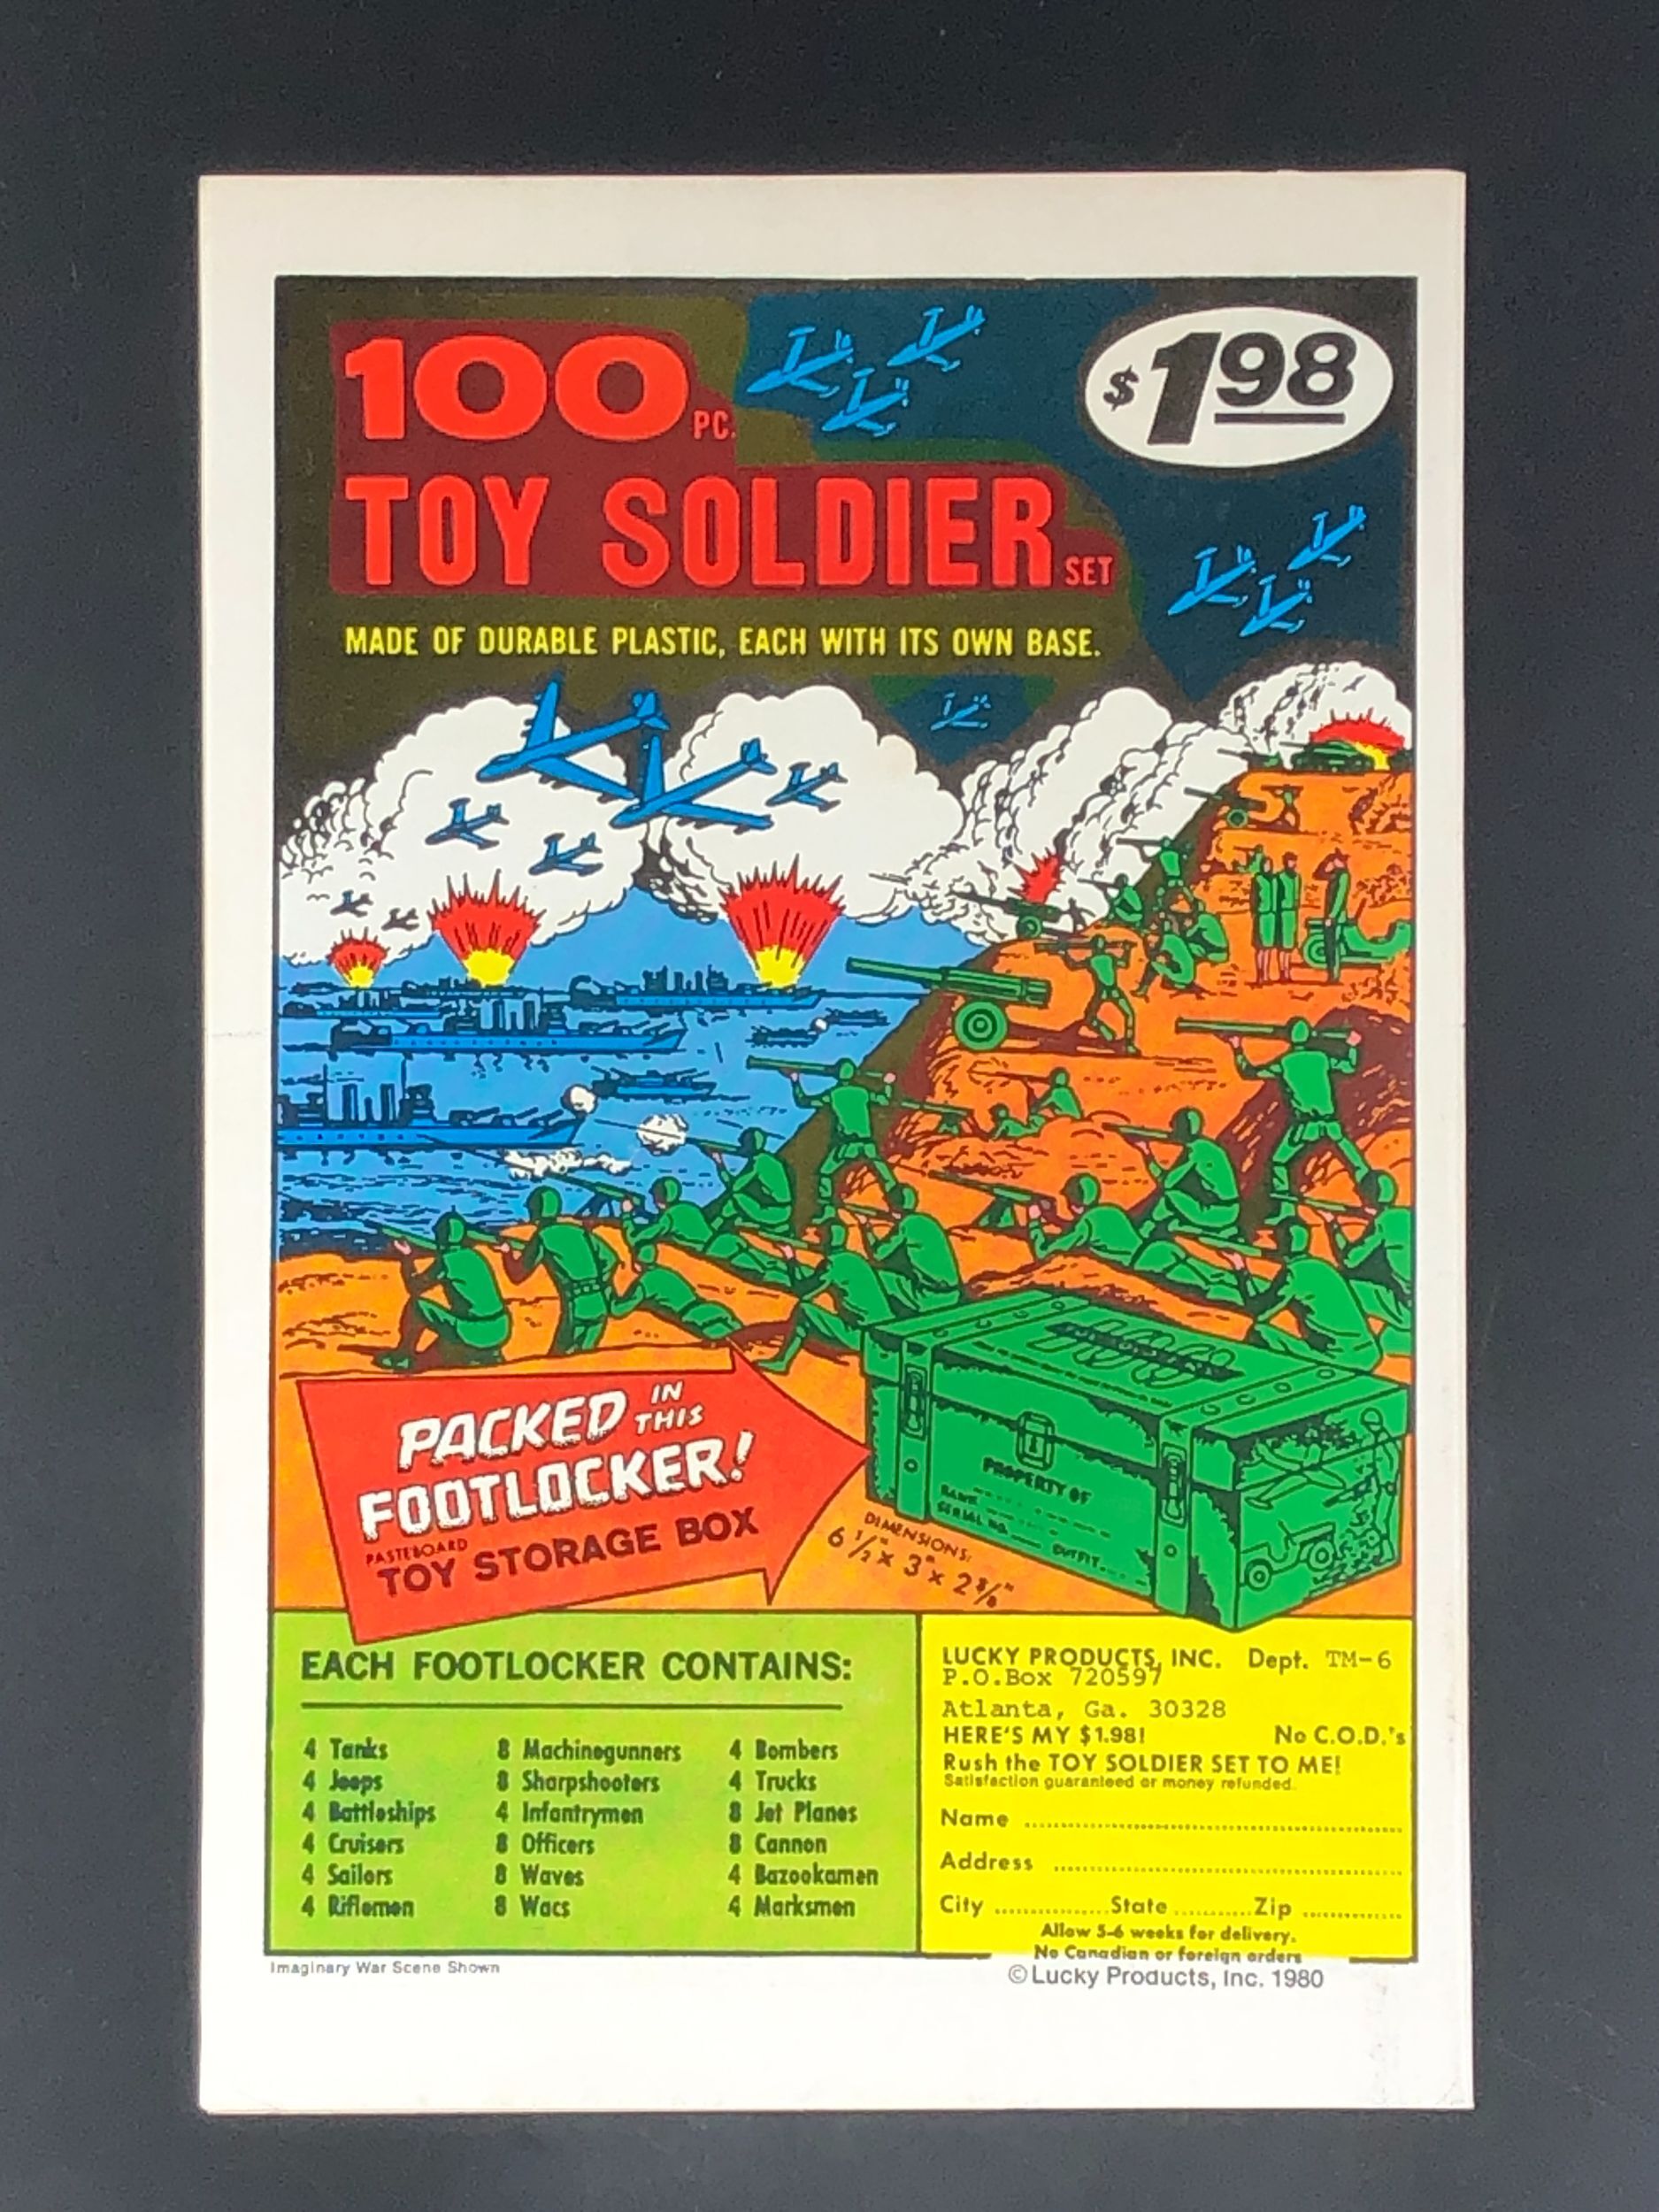 100 PC.
$1.98
TOY SOLDIER SET
MADE OF DURABLE PLASTIC, EACH WITH ITS OWN BASE.
PACKED IN THIS
FOOTLOCKER!
PASTEBOARD
TOY STORAGE BOX
DIMENSIONS:
6 1/2" x 3" x 2 3/8"
100
PROPERTY OF
NAME
SERIAL NO.
OUTFIT
EACH FOOTLOCKER CONTAINS:
4 Tanks
4 Jeeps
4 Battleships
4 Cruisers
4 Sailors
4 Riflemen
8 Machinegunners
8 Sharpshooters
4 Infantrymen
8 Officers
8 Waves
8 Wacs
4 Bombers
4 Trucks
8 Jet Planes
8 Cannon
4 Bazookamen
4 Marksmen
LUCKY PRODUCTS, INC. Dept. TM-6
P.O.Box 720597
Atlanta, Ga. 30328
HERE'S MY $1.98! No C.O.D.'s
Rush the TOY SOLDIER SET TO ME!
Satisfaction guaranteed or money refunded.
Name
Address
City State Zip
Allow 5-6 weeks for delivery.
No Canadian or foreign orders
Imaginary War Scene Shown
© Lucky Products, Inc. 1980